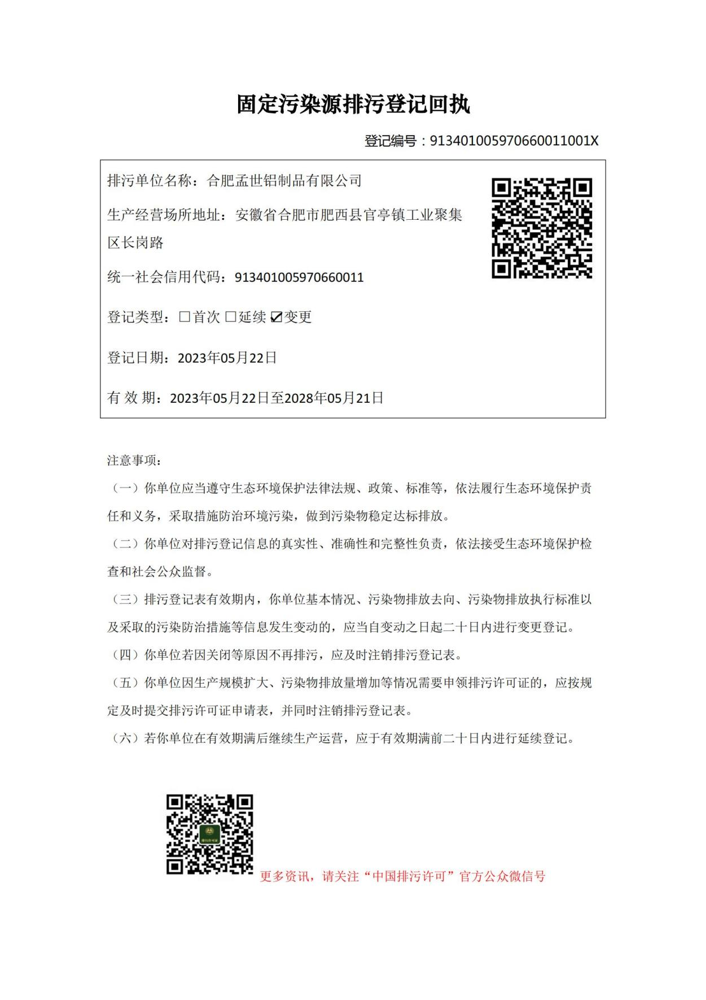 固定污染源排污登记回执
登记编号：913401005970660011001X
排污单位名称：合肥孟世铝制品有限公司
生产经营场所地址：安徽省合肥市肥西县官亭镇工业聚集
区长岗路
统一社会信用代码：913401005970660011
登记类型：☐首次 ☐延续 ☑变更
登记日期：2023年05月22日
有 效 期：2023年05月22日至2028年05月21日
注意事项：
（一）你单位应当遵守生态环境保护法律法规、政策、标准等，依法履行生态环境保护责
任和义务，采取措施防治环境污染，做到污染物稳定达标排放。
（二）你单位对排污登记信息的真实性、准确性和完整性负责，依法接受生态环境保护检
查和社会公众监督。
（三）排污登记表有效期内，你单位基本情况、污染物排放去向、污染物排放执行标准以
及采取的污染防治措施等信息发生变动的，应当自变动之日起二十日内进行变更登记。
（四）你单位若因关闭等原因不再排污，应及时注销排污登记表。
（五）你单位因生产规模扩大、污染物排放量增加等情况需要申领排污许可证的，应按规
定及时提交排污许可证申请表，并同时注销排污登记表。
（六）若你单位在有效期满后继续生产运营，应于有效期满前二十日内进行延续登记。
排污许可证
更多资讯，请关注“中国排污许可”官方公众微信号